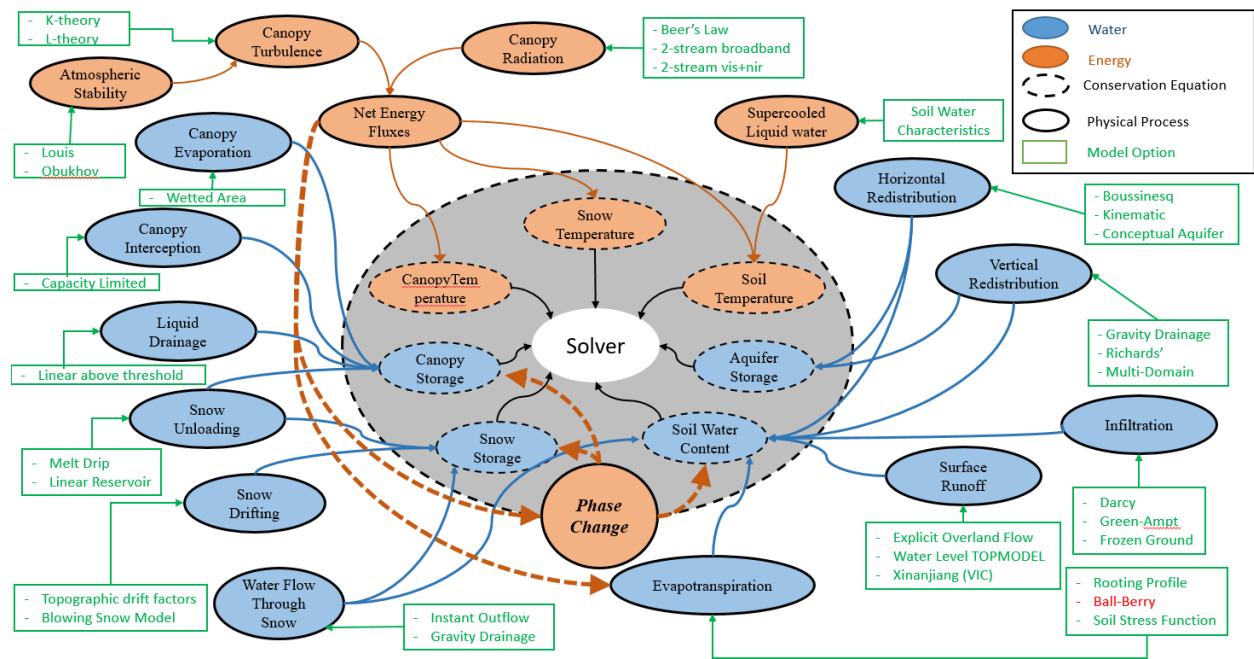 - K-theory
- L-theory
Canopy
Turbulence
Canopy
Radiation
- Beer's Law
- 2-stream broadband
- 2-stream vis+nir
Water
Energy
Conservation Equation
Physical Process
Model Option
Atmospheric
Stability
Net Energy
Fluxes
Supercooled
Liquid water
Soil Water
Characteristics
- Louis
- Obukhov
Canopy
Evaporation
- Wetted Area
Horizontal
Redistribution
- Boussinesq
- Kinematic
- Conceptual Aquifer
Canopy
Interception
- Capacity Limited
Snow
Temperature
CanopyTem
perature
Soil
Temperature
Vertical
Redistribution
- Gravity Drainage
- Richards'
- Multi-Domain
Liquid
Drainage
- Linear above threshold
Solver
Canopy
Storage
Aquifer
Storage
Snow
Unloading
- Melt Drip
- Linear Reservoir
Snow
Storage
Soil Water
Content
Infiltration
- Darcy
- Green-Ampt
- Frozen Ground
Snow
Drifting
- Topographic drift factors
- Blowing Snow Model
Phase
Change
Surface
Runoff
- Explicit Overland Flow
- Water Level TOPMODEL
- Xinanjiang (VIC)
Water Flow
Through
Snow
- Instant Outflow
- Gravity Drainage
Evapotranspiration
- Rooting Profile
- Ball-Berry
- Soil Stress Function